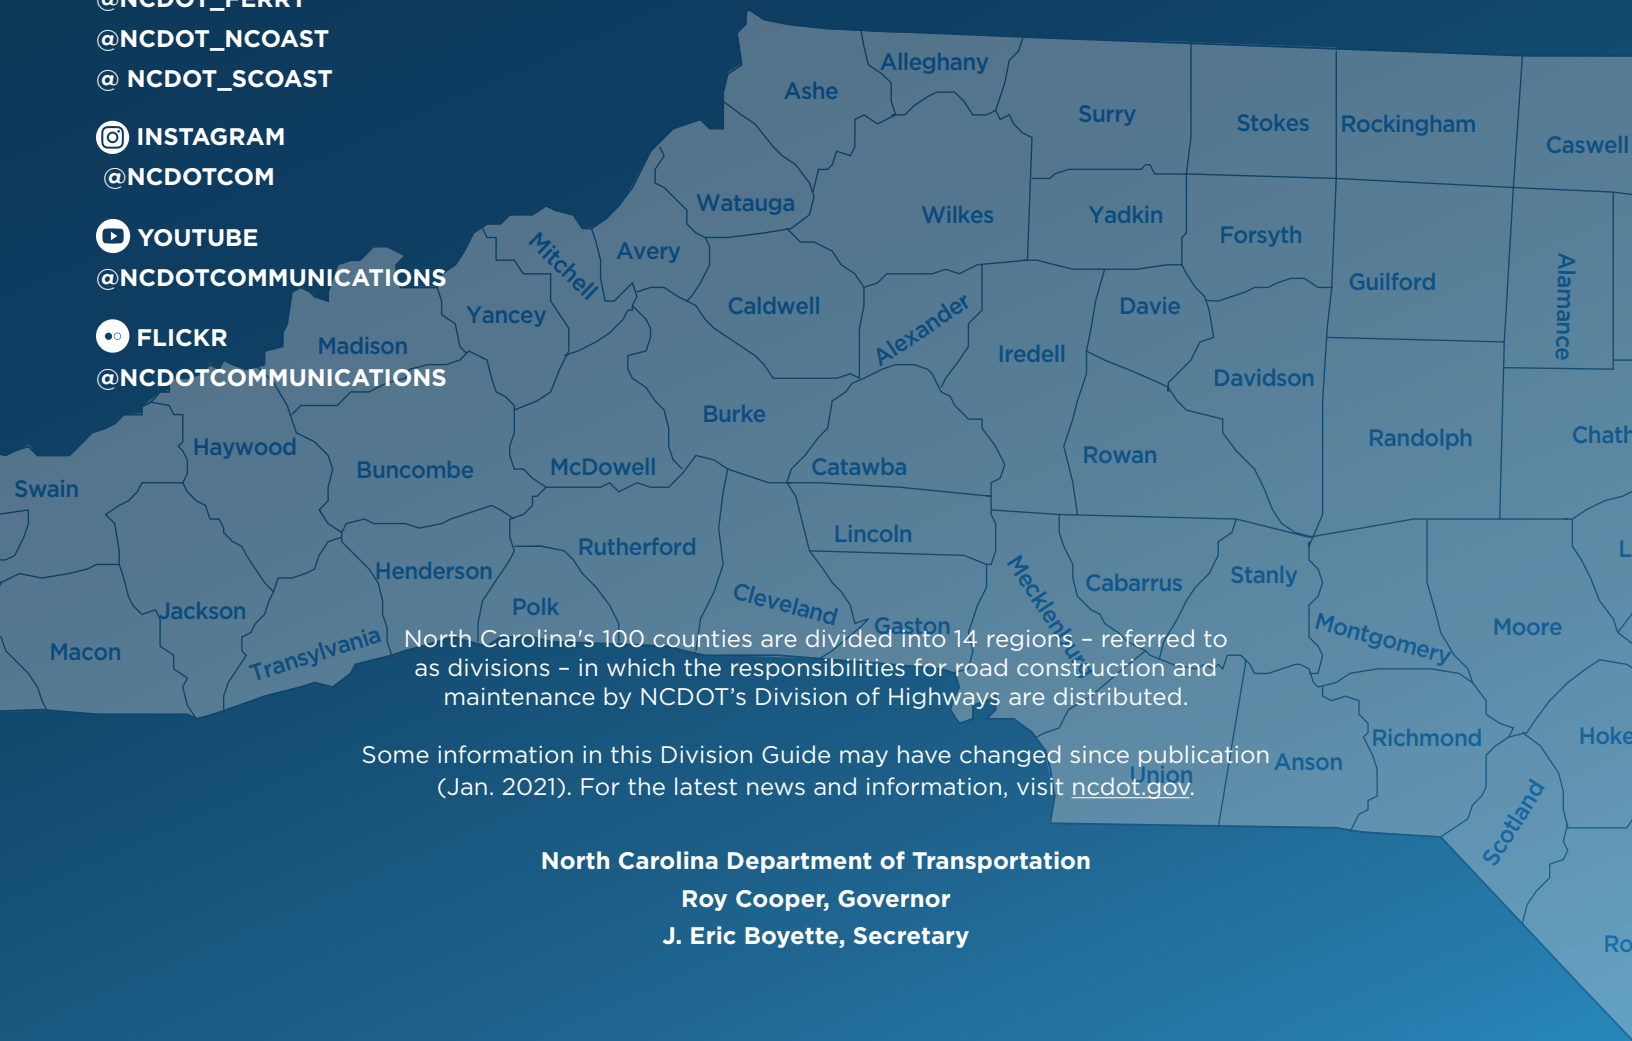 @NCDOT_FERRY
@NCDOT_NCOAST
@ NCDOT_SCOAST
INSTAGRAM
@NCDOTCOM
YOUTUBE
@NCDOTCOMMUNICATIONS
FLICKR
@NCDOTCOMMUNICATIONS
Alleghany
Ashe
Surry
Stokes
Rockingham
Caswell
Watauga
Wilkes
Yadkin
Forsyth
Mitchell
Avery
Guilford
Alamance
Yancey
Caldwell
Alexander
Davie
Madison
Iredell
Davidson
Burke
Randolph
Chath
Haywood
Buncombe
McDowell
Catawba
Rowan
Swain
Lincoln
Rutherford
Henderson
Polk
Cleveland
Gaston
Mecklenburg
Cabarrus
Stanly
L
Jackson
Macon
Transylvania
Montgomery
Moore
North Carolina's 100 counties are divided into 14 regions – referred to
as divisions – in which the responsibilities for road construction and
maintenance by NCDOT’s Division of Highways are distributed.
Richmond
Hoke
Some information in this Division Guide may have changed since publication
Anson
Union
(Jan. 2021). For the latest news and information, visit ncdot.gov.
Scotland
North Carolina Department of Transportation
Roy Cooper, Governor
J. Eric Boyette, Secretary
Ro